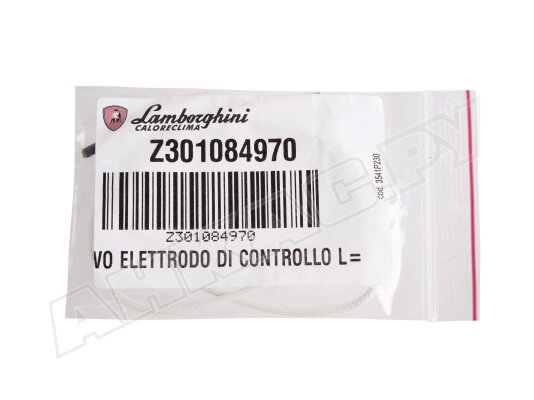 Lamborghini
CALORECLIMA
Z301084970
Z301084970
VO ELETTRODO DI CONTROLLO L=
cod. 3541P230